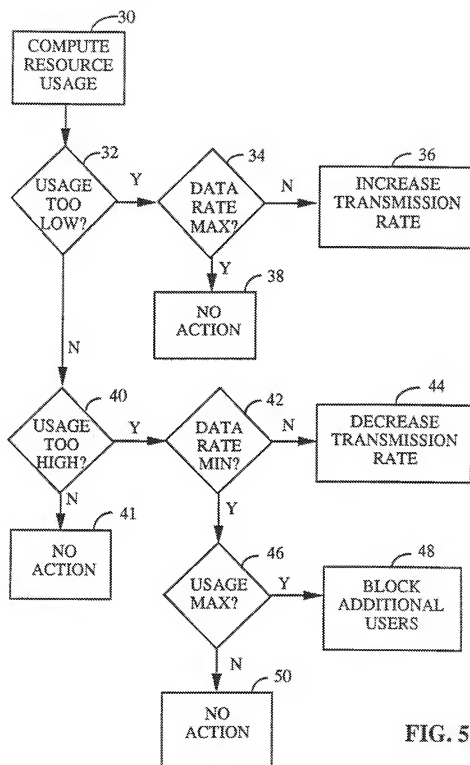 30
COMPUTE
RESOURCE
USAGE
32
USAGE
TOO
LOW?
Y
34
DATA
RATE
MAX?
N
36
INCREASE
TRANSMISSION
RATE
Y
38
NO
ACTION
N
40
USAGE
TOO
HIGH?
Y
42
DATA
RATE
MIN?
N
44
DECREASE
TRANSMISSION
RATE
N
41
NO
ACTION
Y
46
USAGE
MAX?
Y
48
BLOCK
ADDITIONAL
USERS
N
50
NO
ACTION
FIG. 5